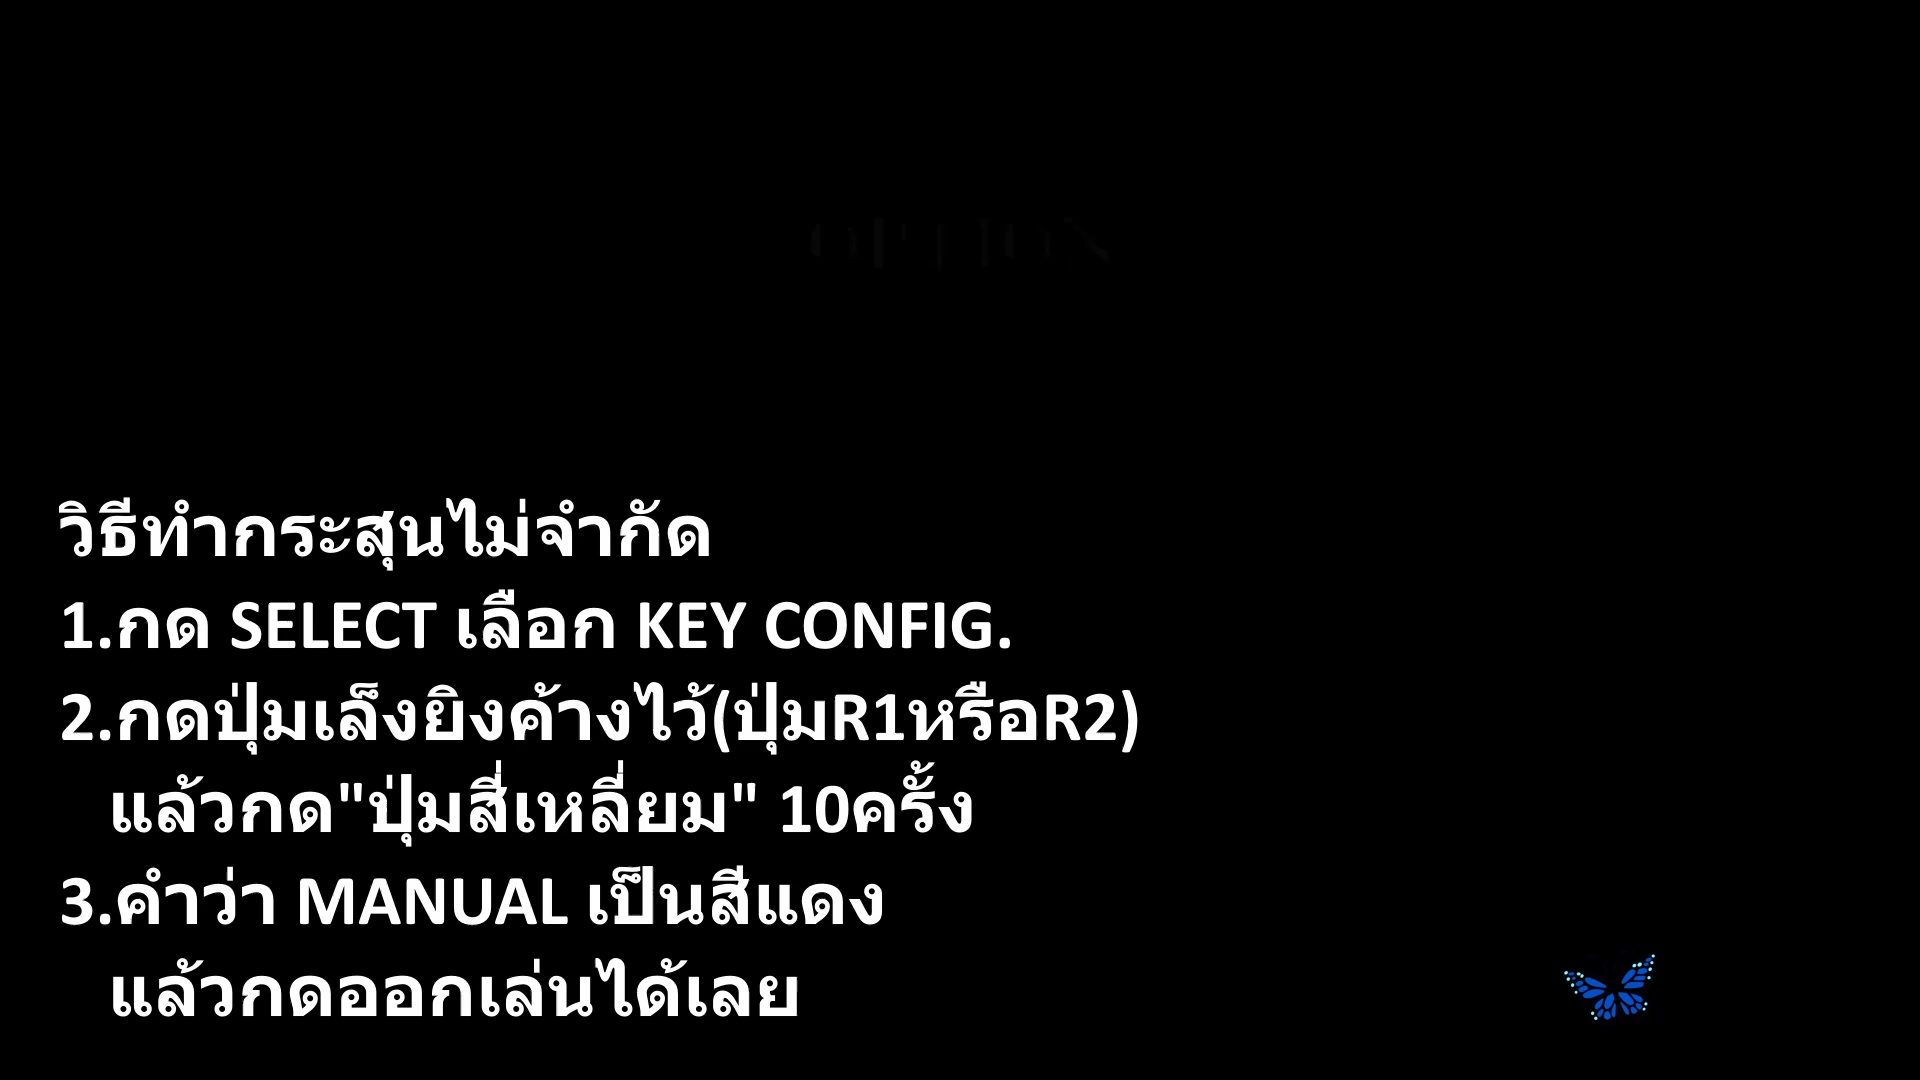 OPTION
วิธีทำกระสุนไม่จำกัด
1.กด SELECT เลือก KEY CONFIG.
2.กดปุ่มเล็งยิงค้างไว้(ปุ่มR1หรือR2)
แล้วกด"ปุ่มสี่เหลี่ยม" 10ครั้ง
3.คำว่า MANUAL เป็นสีแดง
แล้วกดออกเล่นได้เลย